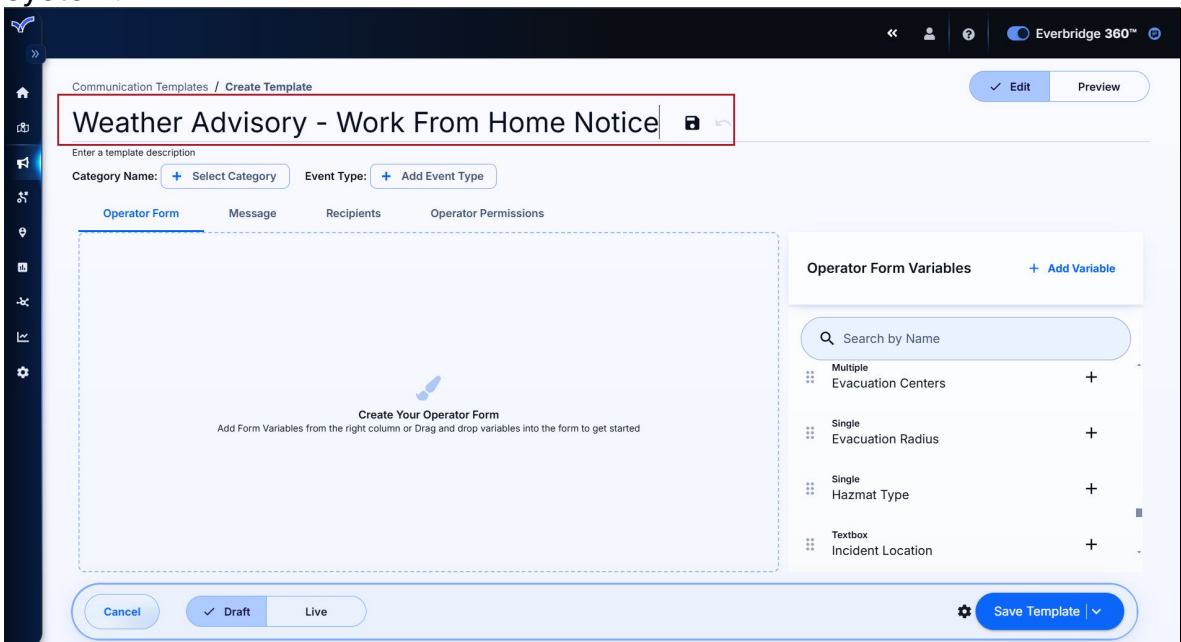 Everbridge 360™
Communication Templates / Create Template
Edit
Preview
Weather Advisory - Work From Home Notice
Enter a template description
Category Name: + Select Category Event Type: + Add Event Type
Operator Form Message Recipients Operator Permissions
Operator Form Variables + Add Variable
Search by Name
Multiple
Evacuation Centers
Single
Evacuation Radius
Single
Hazmat Type
Textbox
Incident Location
Create Your Operator Form
Add Form Variables from the right column or Drag and drop variables into the form to get started
Cancel Draft Live Save Template